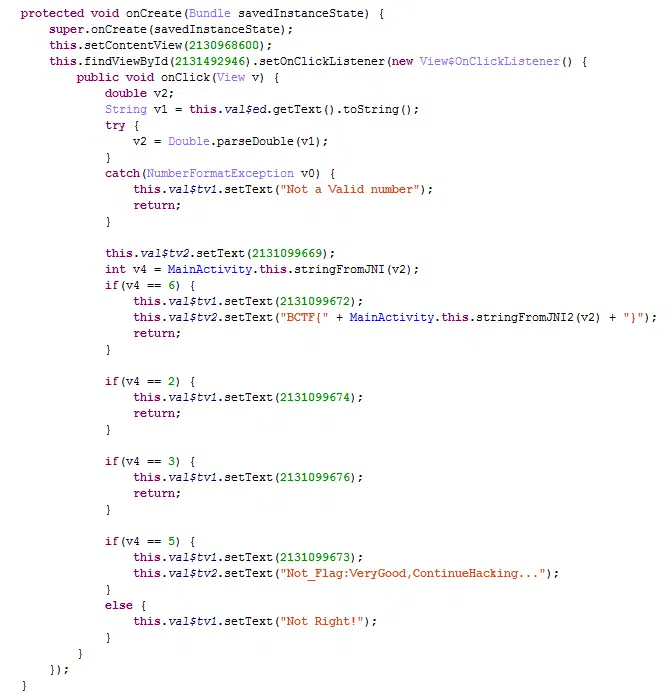 protected void onCreate(Bundle savedInstanceState) {
    super.onCreate(savedInstanceState);
    this.setContentView(2130968600);
    this.findViewById(2131492946).setOnClickListener(new View$OnClickListener() {
        public void onClick(View v) {
            double v2;
            String v1 = this.val$ed.getText().toString();
            try {
                v2 = Double.parseDouble(v1);
            }
            catch(NumberFormatException v0) {
                this.val$tv1.setText("Not a Valid number");
                return;
            }

            this.val$tv2.setText(2131099669);
            int v4 = MainActivity.this.stringFromJNI(v2);
            if(v4 == 6) {
                this.val$tv1.setText(2131099672);
                this.val$tv2.setText("BCTF{" + MainActivity.this.stringFromJNI2(v2) + "}");
                return;
            }

            if(v4 == 2) {
                this.val$tv1.setText(2131099674);
                return;
            }

            if(v4 == 3) {
                this.val$tv1.setText(2131099676);
                return;
            }

            if(v4 == 5) {
                this.val$tv1.setText(2131099673);
                this.val$tv2.setText("Not_Flag:VeryGood,ContinueHacking...");
            }
            else {
                this.val$tv1.setText("Not Right!");
            }
        }
    });
}